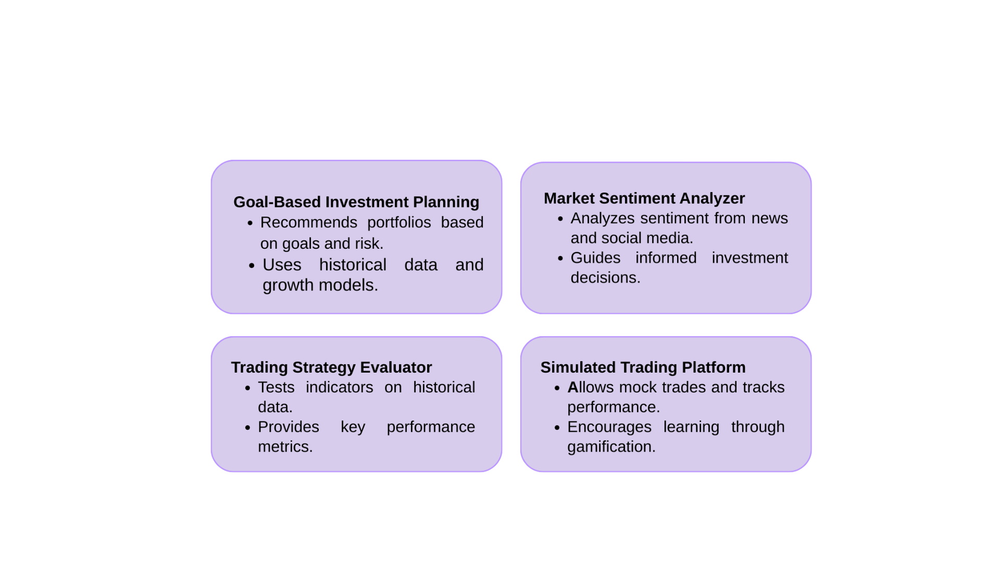 Goal-Based Investment Planning
• Recommends portfolios based
on goals and risk.
• Uses historical data and
growth models.
Market Sentiment Analyzer
• Analyzes sentiment from news
and social media.
• Guides informed investment
decisions.
Trading Strategy Evaluator
• Tests indicators on historical
data.
• Provides key performance
metrics.
Simulated Trading Platform
• Allows mock trades and tracks
performance.
• Encourages learning through
gamification.